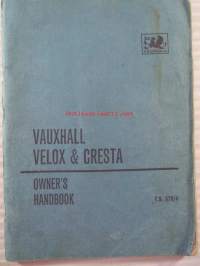 VAUXHALL
VELOX & CRESTA
OWNER'S
HANDBOOK